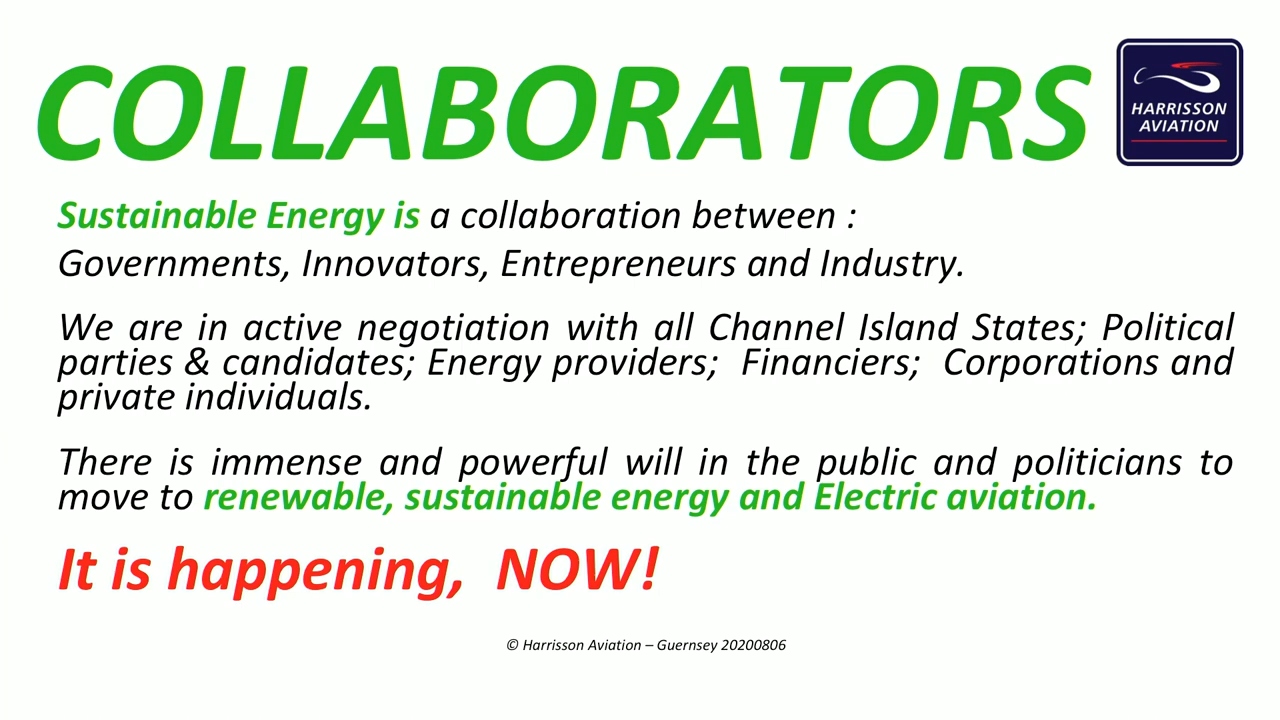 COLLABORATORS
HARRISSON
AVIATION
Sustainable Energy is a collaboration between :
Governments, Innovators, Entrepreneurs and Industry.
We are in active negotiation with all Channel Island States; Political
parties & candidates; Energy providers; Financiers; Corporations and
private individuals.
There is immense and powerful will in the public and politicians to
move to renewable, sustainable energy and Electric aviation.
It is happening, NOW!
© Harrisson Aviation – Guernsey 20200806